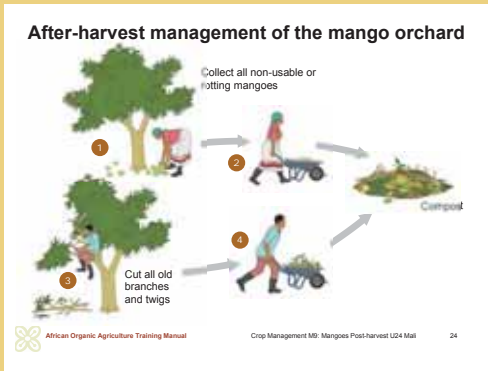 After-harvest management of the mango orchard
Collect all non-usable or
rotting mangoes
1
2
Compost
4
3
Cut all old
branches
and twigs
African Organic Agriculture Training Manual
Crop Management M9: Mangoes Post-harvest U24 Mali
24